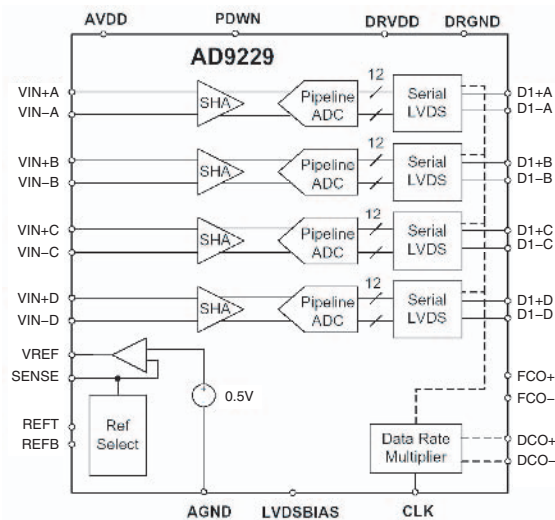 AVDD PDWN DRVDD DRGND
AD9229
VIN+A
VIN−A
SHA
Pipeline
ADC
12
Serial
LVDS
D1+A
D1−A
VIN+B
VIN−B
SHA
Pipeline
ADC
12
Serial
LVDS
D1+B
D1−B
VIN+C
VIN−C
SHA
Pipeline
ADC
12
Serial
LVDS
D1+C
D1−C
VIN+D
VIN−D
SHA
Pipeline
ADC
12
Serial
LVDS
D1+D
D1−D
VREF
SENSE
0.5V
FCO+
FCO−
REFT
REFB
Ref
Select
Data Rate
Multiplier
DCO+
DCO−
AGND LVDSBIAS CLK